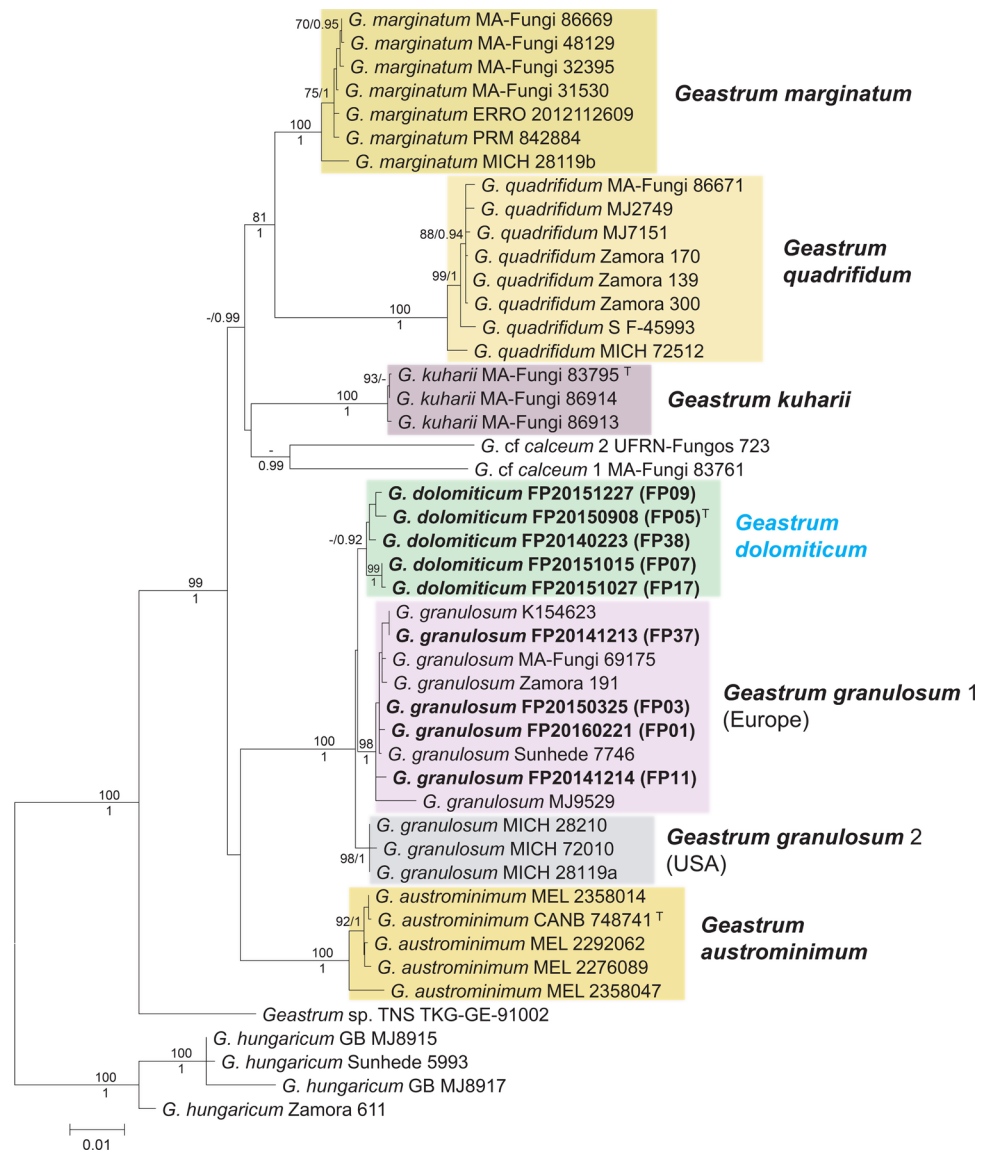 70/0.95
G. marginatum MA-Fungi 86669
G. marginatum MA-Fungi 48129
G. marginatum MA-Fungi 32395
75/1
G. marginatum MA-Fungi 31530
Geastrum marginatum
G. marginatum ERRO 2012112609
100
1
G. marginatum PRM 842884
G. marginatum MICH 28119b
G. quadrifidum MA-Fungi 86671
G. quadrifidum MJ2749
81
1
88/0.94
G. quadrifidum MJ7151
G. quadrifidum Zamora 170
Geastrum
quadrifidum
99/1
G. quadrifidum Zamora 139
G. quadrifidum Zamora 300
100
1
-/0.99
G. quadrifidum S F-45993
G. quadrifidum MICH 72512
93/-
G. kuharii MA-Fungi 83795 T
100
1
G. kuharii MA-Fungi 86914
Geastrum kuharii
G. kuharii MA-Fungi 86913
-
0.99
G. cf calceum 2 UFRN-Fungos 723
G. cf calceum 1 MA-Fungi 83761
G. dolomiticum FP20151227 (FP09)
G. dolomiticum FP20150908 (FP05)T
Geastrum
dolomiticum
-/0.92
G. dolomiticum FP20140223 (FP38)
99
1
G. dolomiticum FP20151015 (FP07)
G. dolomiticum FP20151027 (FP17)
99
1
G. granulosum K154623
G. granulosum FP20141213 (FP37)
G. granulosum MA-Fungi 69175
G. granulosum Zamora 191
Geastrum granulosum 1
(Europe)
G. granulosum FP20150325 (FP03)
G. granulosum FP20160221 (FP01)
100
1
98
1
G. granulosum Sunhede 7746
G. granulosum FP20141214 (FP11)
G. granulosum MJ9529
100
1
G. granulosum MICH 28210
G. granulosum MICH 72010
Geastrum granulosum 2
(USA)
98/1
G. granulosum MICH 28119a
G. austrominimum MEL 2358014
92/1
G. austrominimum CANB 748741 T
G. austrominimum MEL 2292062
Geastrum
austrominimum
100
1
G. austrominimum MEL 2276089
G. austrominimum MEL 2358047
Geastrum sp. TNS TKG-GE-91002
G. hungaricum GB MJ8915
100
1
G. hungaricum Sunhede 5993
100
1
G. hungaricum GB MJ8917
G. hungaricum Zamora 611
0.01